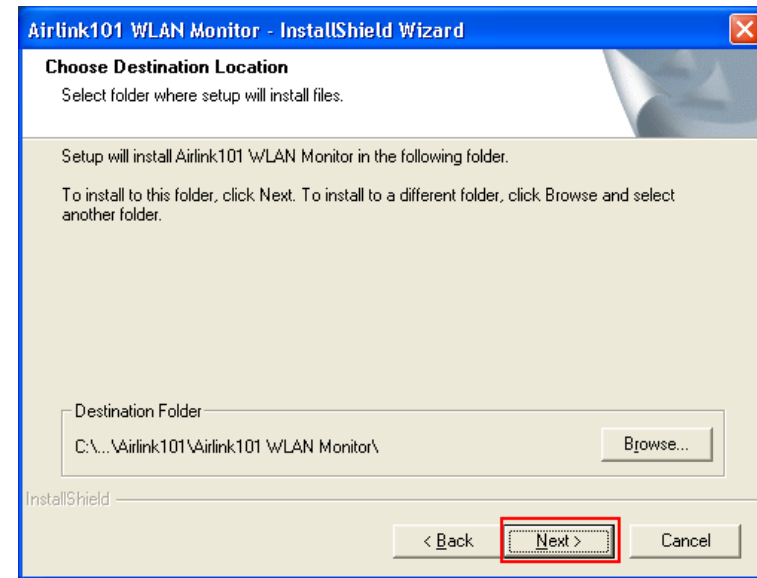 Airlink101 WLAN Monitor - InstallShield Wizard
Choose Destination Location
Select folder where setup will install files.
Setup will install Airlink101 WLAN Monitor in the following folder.
To install to this folder, click Next. To install to a different folder, click Browse and select
another folder.
Destination Folder
C:\...\Airlink101\Airlink101 WLAN Monitor\
Browse...
InstallShield
< Back
Next >
Cancel